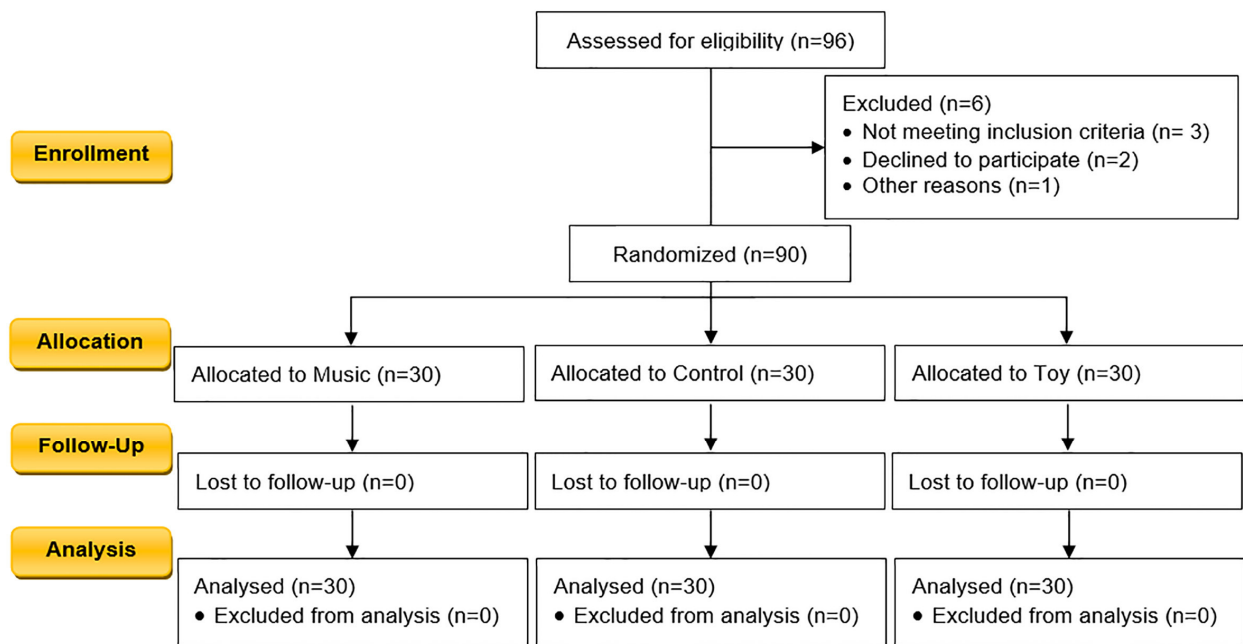 Assessed for eligibility (n=96)
Excluded (n=6)
• Not meeting inclusion criteria (n= 3)
• Declined to participate (n=2)
• Other reasons (n=1)
Enrollment
Randomized (n=90)
Allocation
Allocated to Music (n=30)
Allocated to Control (n=30)
Allocated to Toy (n=30)
Follow-Up
Lost to follow-up (n=0)
Lost to follow-up (n=0)
Lost to follow-up (n=0)
Analysis
Analysed (n=30)
• Excluded from analysis (n=0)
Analysed (n=30)
• Excluded from analysis (n=0)
Analysed (n=30)
• Excluded from analysis (n=0)